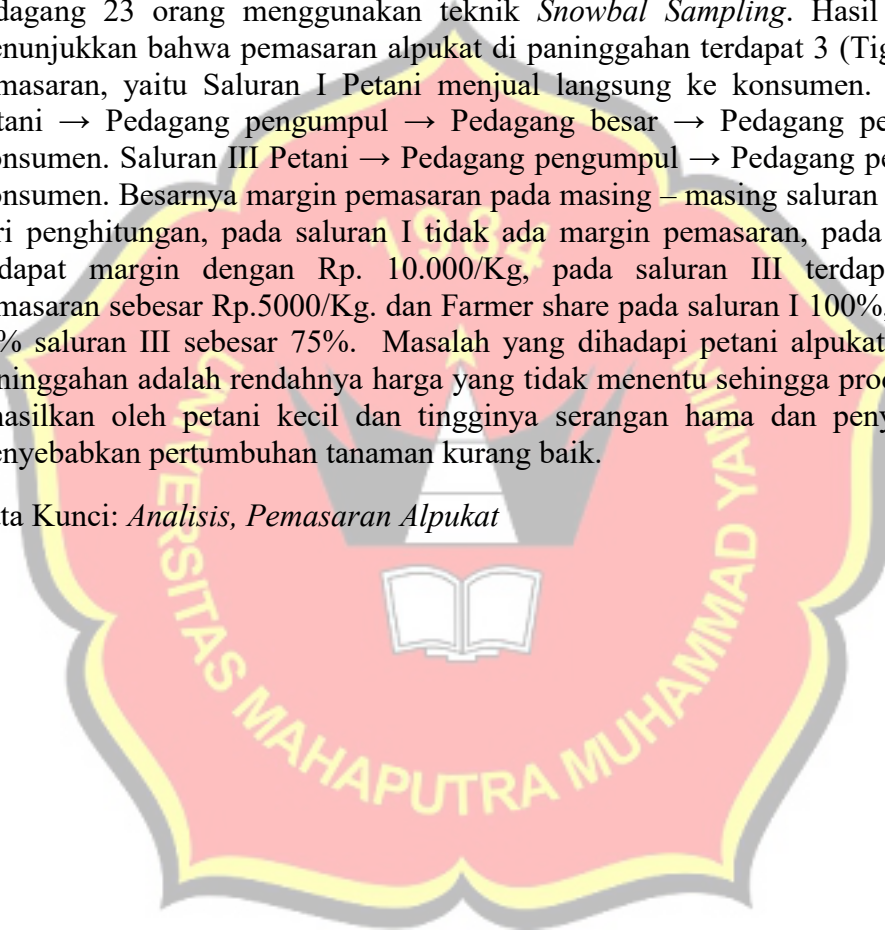 dagang 23 orang menggunakan teknik Snowbal Sampling. Hasil
enunjukkan bahwa pemasaran alpukat di paninggahan terdapat 3 (Tig
masaran, yaitu Saluran I Petani menjual langsung ke konsumen.
tani → Pedagang pengumpul → Pedagang besar → Pedagang pe
onsumen. Saluran III Petani → Pedagang pengumpul → Pedagang pe
onsumen. Besarnya margin pemasaran pada masing – masing saluran
ri penghitungan, pada saluran I tidak ada margin pemasaran, pada
dapat margin dengan Rp. 10.000/Kg, pada saluran III terdap
masaran sebesar Rp.5000/Kg. dan Farmer share pada saluran I 100%,
% saluran III sebesar 75%. Masalah yang dihadapi petani alpukat
ninggahan adalah rendahnya harga yang tidak menentu sehingga prod
hasilkan oleh petani kecil dan tingginya serangan hama dan peny
enyebabkan pertumbuhan tanaman kurang baik.
ta Kunci: Analisis, Pemasaran Alpukat
1984
UNIVERSITAS MAHAPUTRA MUHAMMAD YAMIN